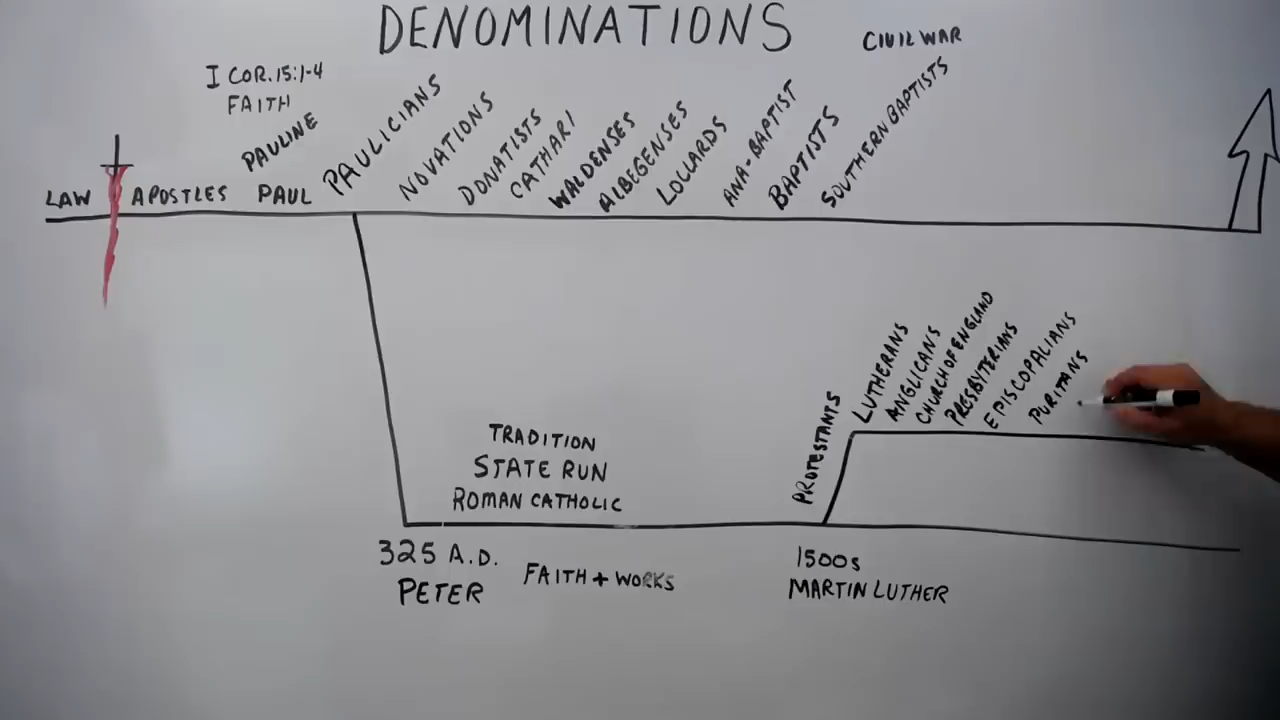 DENOMINATIONS
CIVIL WAR
I COR. 15:1-4
FAITH
PAULINE
LAW
APOSTLES
PAUL
PAULICIANS
NOVATIONS
DONATISTS
CATHARI
WALDENSES
ALBEGENSES
LOLLARDS
ANA-BAPTIST
BAPTISTS
SOUTHERN BAPTISTS
PROTESTANTS
LUTHERANS
ANGLICANS
CHURCH OF ENGLAND
PRESBYTERIANS
EPISCOPALIANS
PURITANS
TRADITION
STATE RUN
ROMAN CATHOLIC
325 A.D.
PETER
FAITH + WORKS
1500s
MARTIN LUTHER